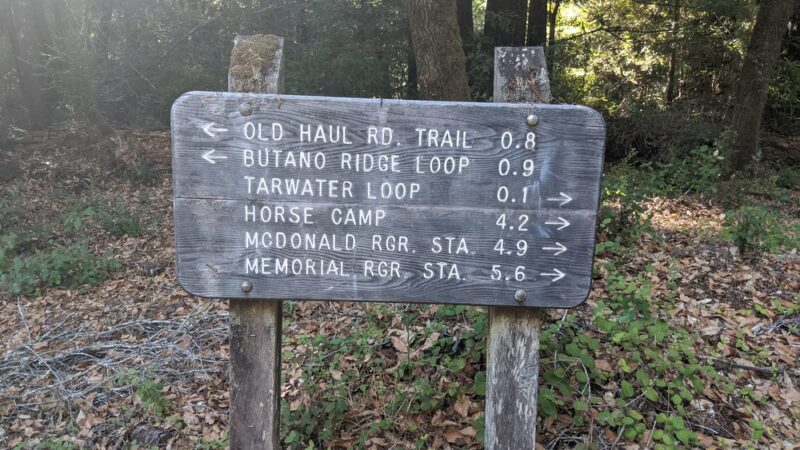 ← OLD HAUL RD. TRAIL 0.8
← BUTANO RIDGE LOOP 0.9
TARWATER LOOP 0.1 →
HORSE CAMP 4.2 →
MCDONALD RGR. STA. 4.9 →
MEMORIAL RGR. STA. 5.6 →